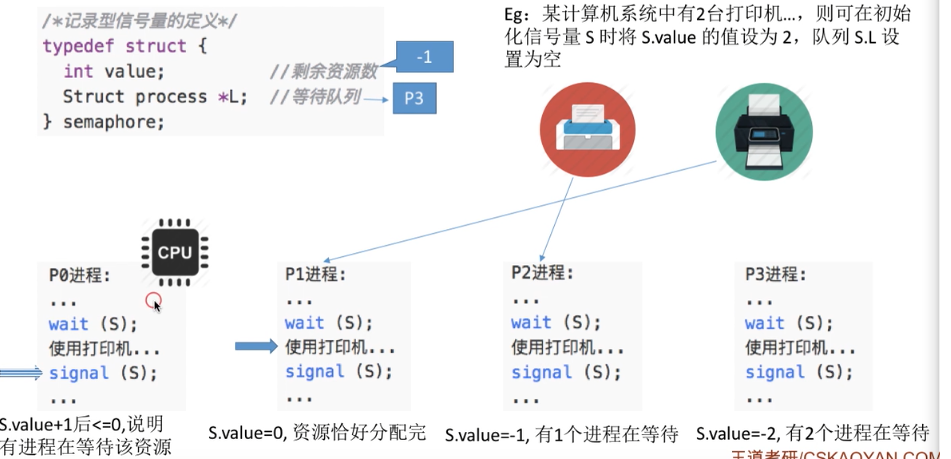 /*记录型信号量的定义*/
typedef struct {
int value; //剩余资源数
Struct process *L; //等待队列
} semaphore;
-1
P3
Eg：某计算机系统中有2台打印机...，则可在初始
化信号量 S 时将 S.value 的值设为 2，队列 S.L 设
置为空
CPU
P0进程:
...
wait (S);
使用打印机...
signal (S);
...
S.value+1后<=0,说明
有进程在等待该资源
P1进程:
...
wait (S);
使用打印机...
signal (S);
...
S.value=0, 资源恰好分配完
P2进程:
...
wait (S);
使用打印机...
signal (S);
...
S.value=-1, 有1个进程在等待
P3进程:
...
wait (S);
使用打印机...
signal (S);
...
S.value=-2, 有2个进程在等待
王道考研/CSKAOYAN.COM